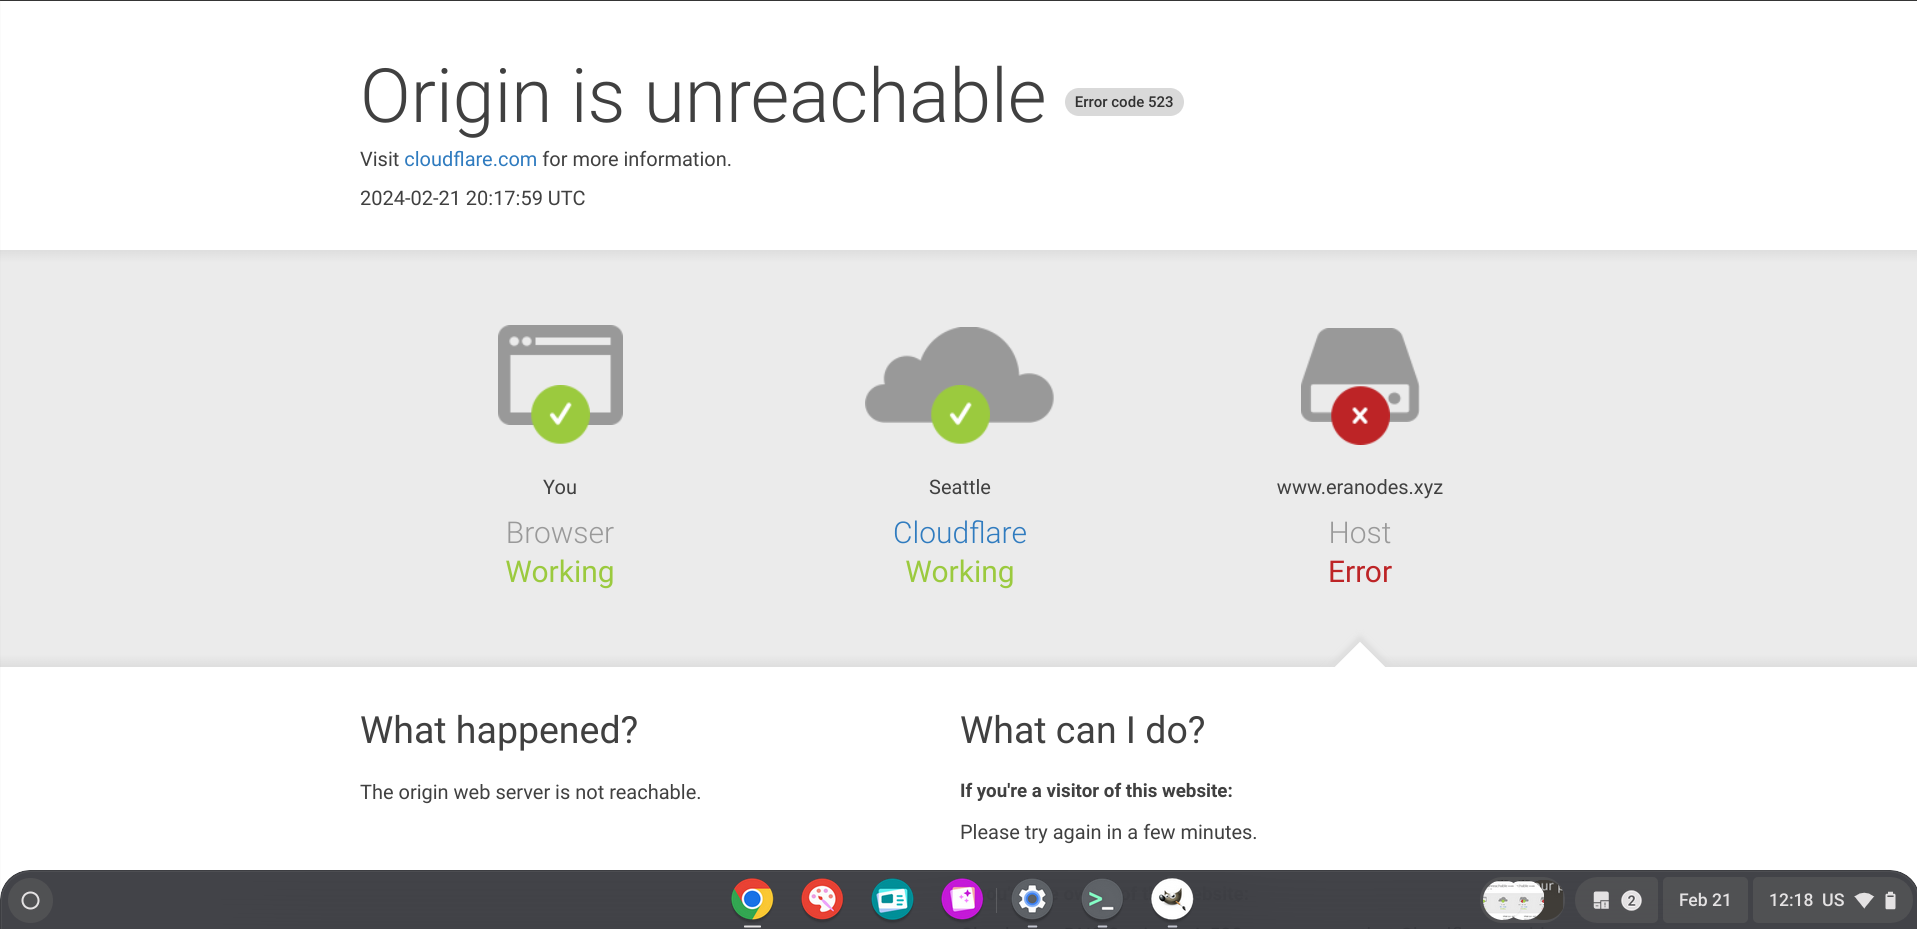 Origin is unreachable Error code 523
Visit cloudflare.com for more information.
2024-02-21 20:17:59 UTC
You
Browser
Working
Seattle
Cloudflare
Working
www.eranodes.xyz
Host
Error
What happened?
The origin web server is not reachable.
What can I do?
If you're a visitor of this website:
Please try again in a few minutes.
2
Feb 21
12:18 US